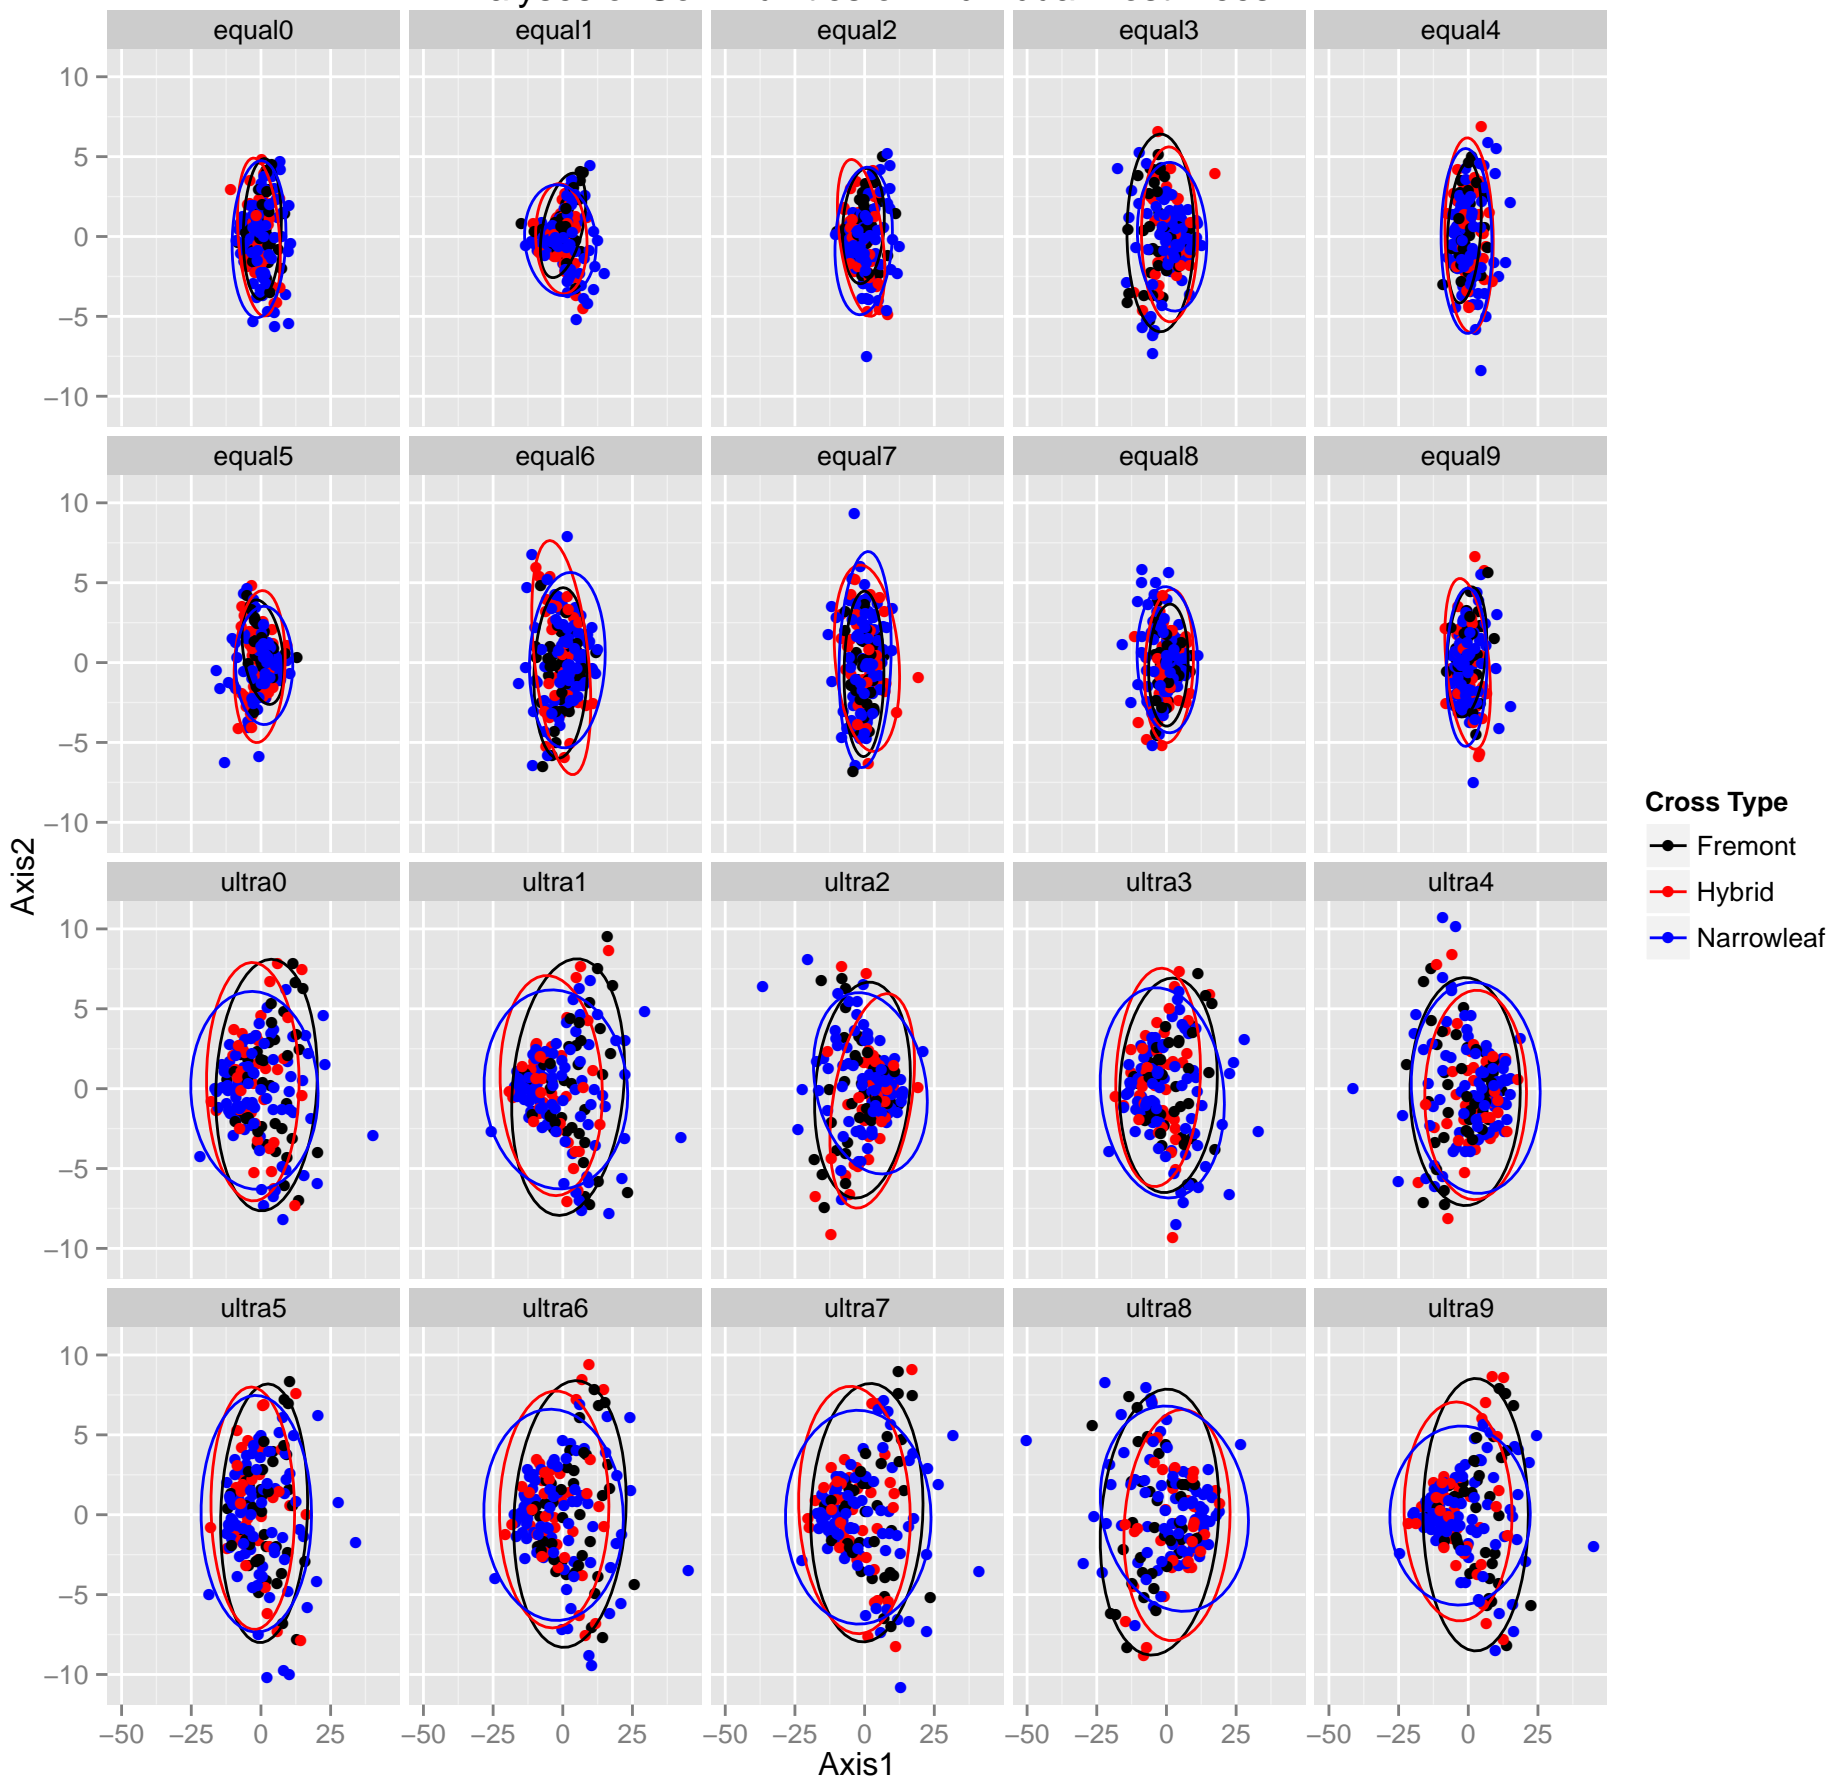 equal0 equal1 equal2 equal3 equal4
10
5
0
−5
−10
equal5 equal6 equal7 equal8 equal9
10
5
0
−5
−10
Axis2
Cross Type
Fremont
Hybrid
Narrowleaf
ultra0 ultra1 ultra2 ultra3 ultra4
10
5
0
−5
−10
ultra5 ultra6 ultra7 ultra8 ultra9
10
5
0
−5
−10
−50 −25 0 25 −50 −25 0 25 −50 −25 0 25 −50 −25 0 25 −50 −25 0 25
Axis1